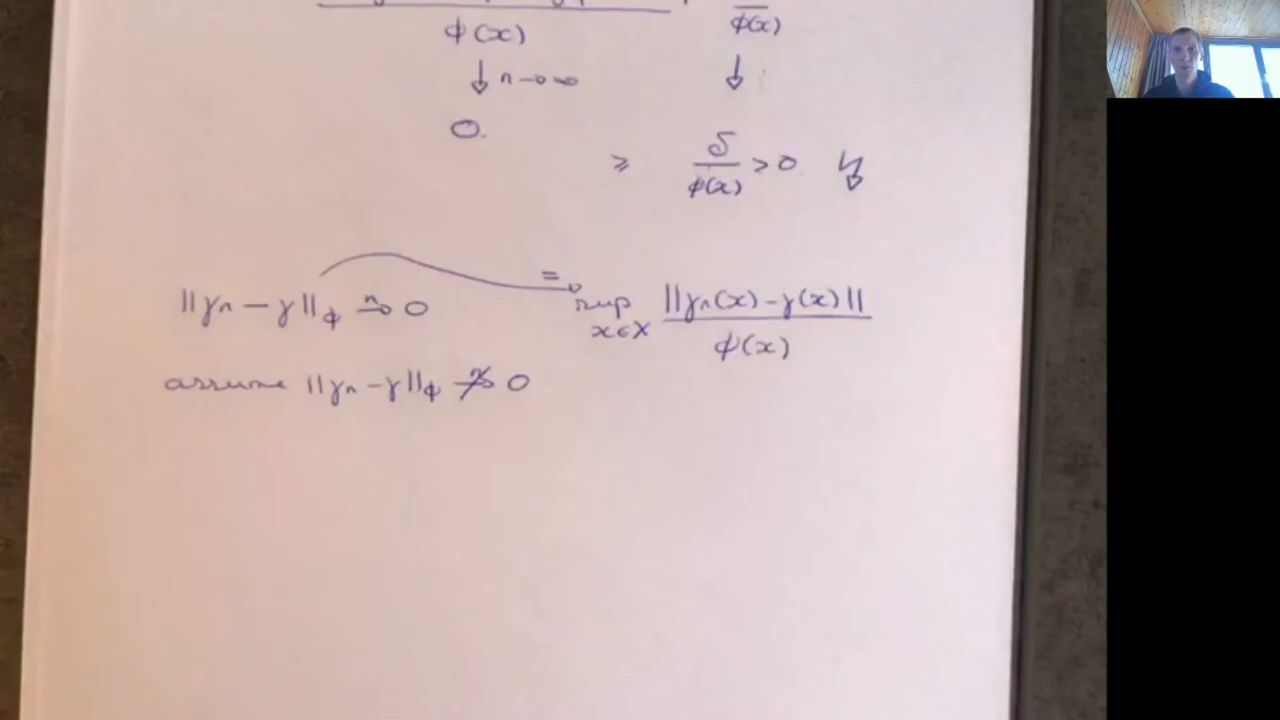 ϕ(x) ϕ(x)
↓ n→∞ ↓
0.
≥ δ/ϕ(x) > 0. ↯
||γn − γ||ϕ →ⁿ 0 = sup x∈X ||γn(x) − γ(x)|| / ϕ(x)
assume ||γn − γ||ϕ ↛ 0